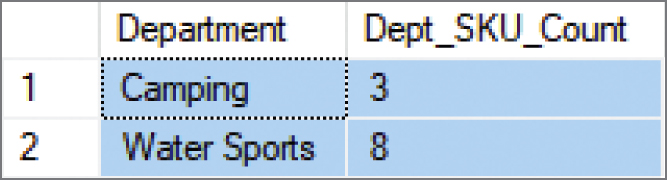 Department Dept_SKU_Count
1 Camping 3
2 Water Sports 8